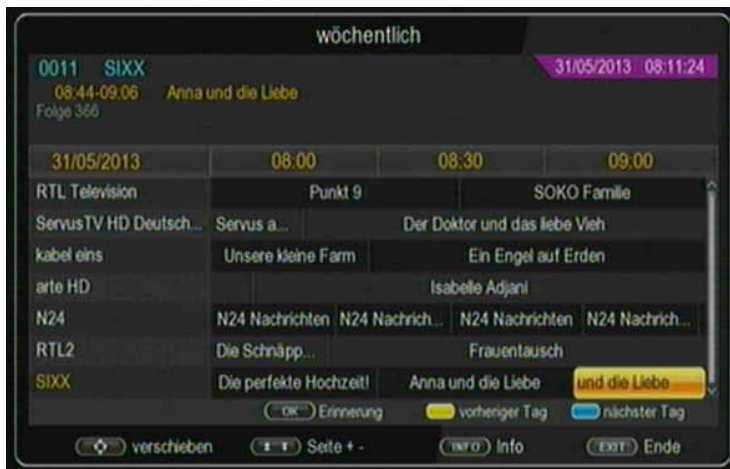 wöchentlich
0011 SIXX
31/05/2013 08:11:24
08:44-09:06 Anna und die Liebe
Folge 366
31/05/2013 08:00 08:30 09:00
RTL Television Punkt 9 SOKO Familie
ServusTV HD Deutsch... Servus a... Der Doktor und das liebe Vieh
kabel eins Unsere kleine Farm Ein Engel auf Erden
arte HD Isabelle Adjani
N24 N24 Nachrichten N24 Nachrich... N24 Nachrichten N24 Nachrich...
RTL2 Die Schnäpp... Frauentausch
SIXX Die perfekte Hochzeit! Anna und die Liebe und die Liebe
OK Erinnerung vorheriger Tag nächster Tag
verschieben Seite + - INFO Info EXIT Ende